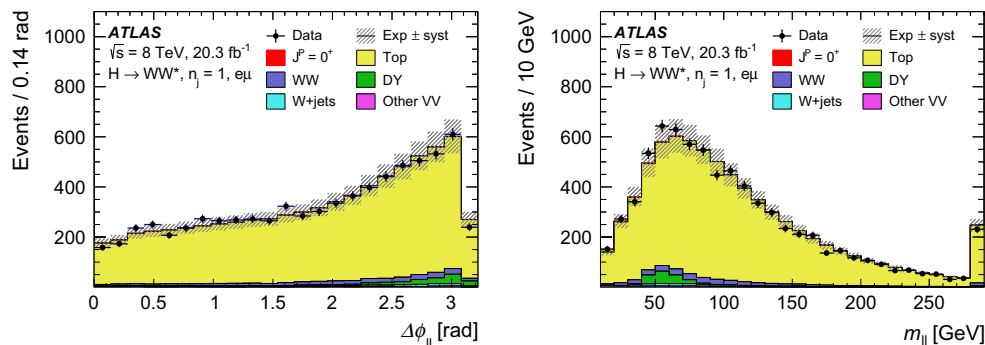 Events / 0.14 rad
1000
800
600
400
200
ATLAS
√s = 8 TeV, 20.3 fb⁻¹
H → WW*, nⱼ = 1, eμ
Data
Exp ± syst
Jᴾ = 0⁺
Top
WW
DY
W+jets
Other VV
0 0.5 1 1.5 2 2.5 3
Δϕ_ll [rad]
Events / 10 GeV
1000
800
600
400
200
ATLAS
√s = 8 TeV, 20.3 fb⁻¹
H → WW*, nⱼ = 1, eμ
Data
Exp ± syst
Jᴾ = 0⁺
Top
WW
DY
W+jets
Other VV
50 100 150 200 250
m_ll [GeV]